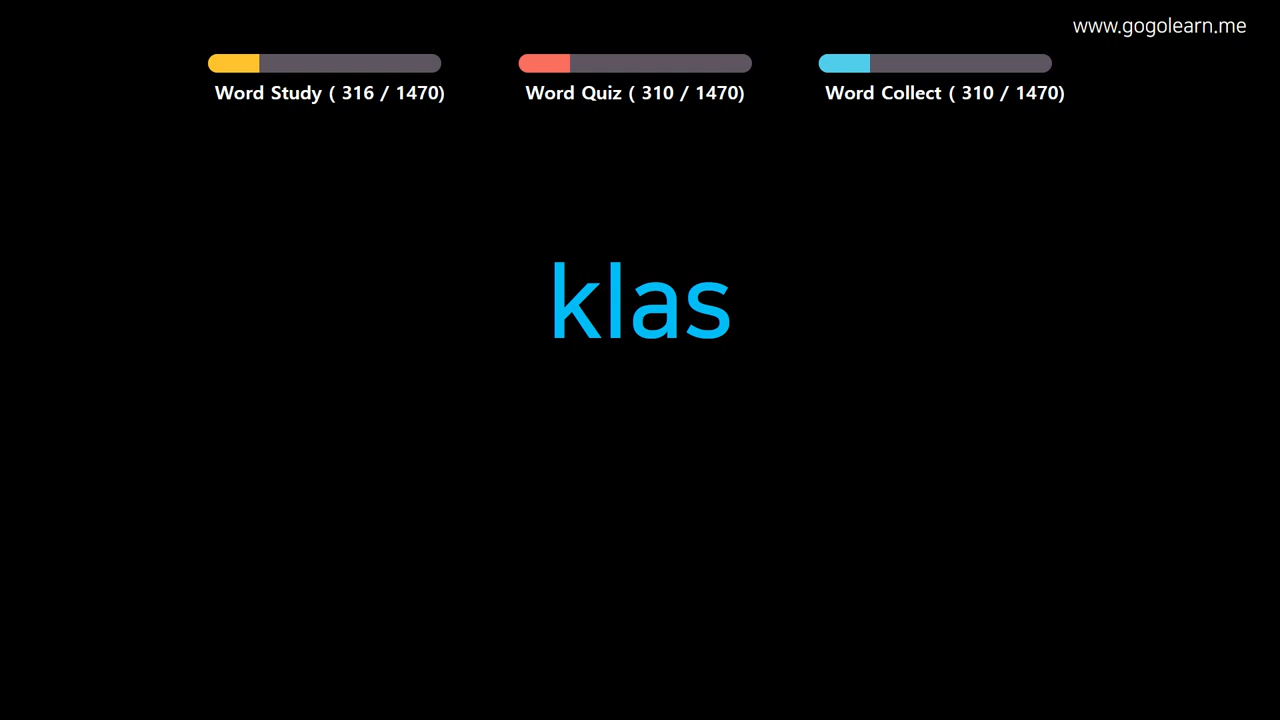 www.gogolearn.me
Word Study ( 316 / 1470)
Word Quiz ( 310 / 1470)
Word Collect ( 310 / 1470)
klas